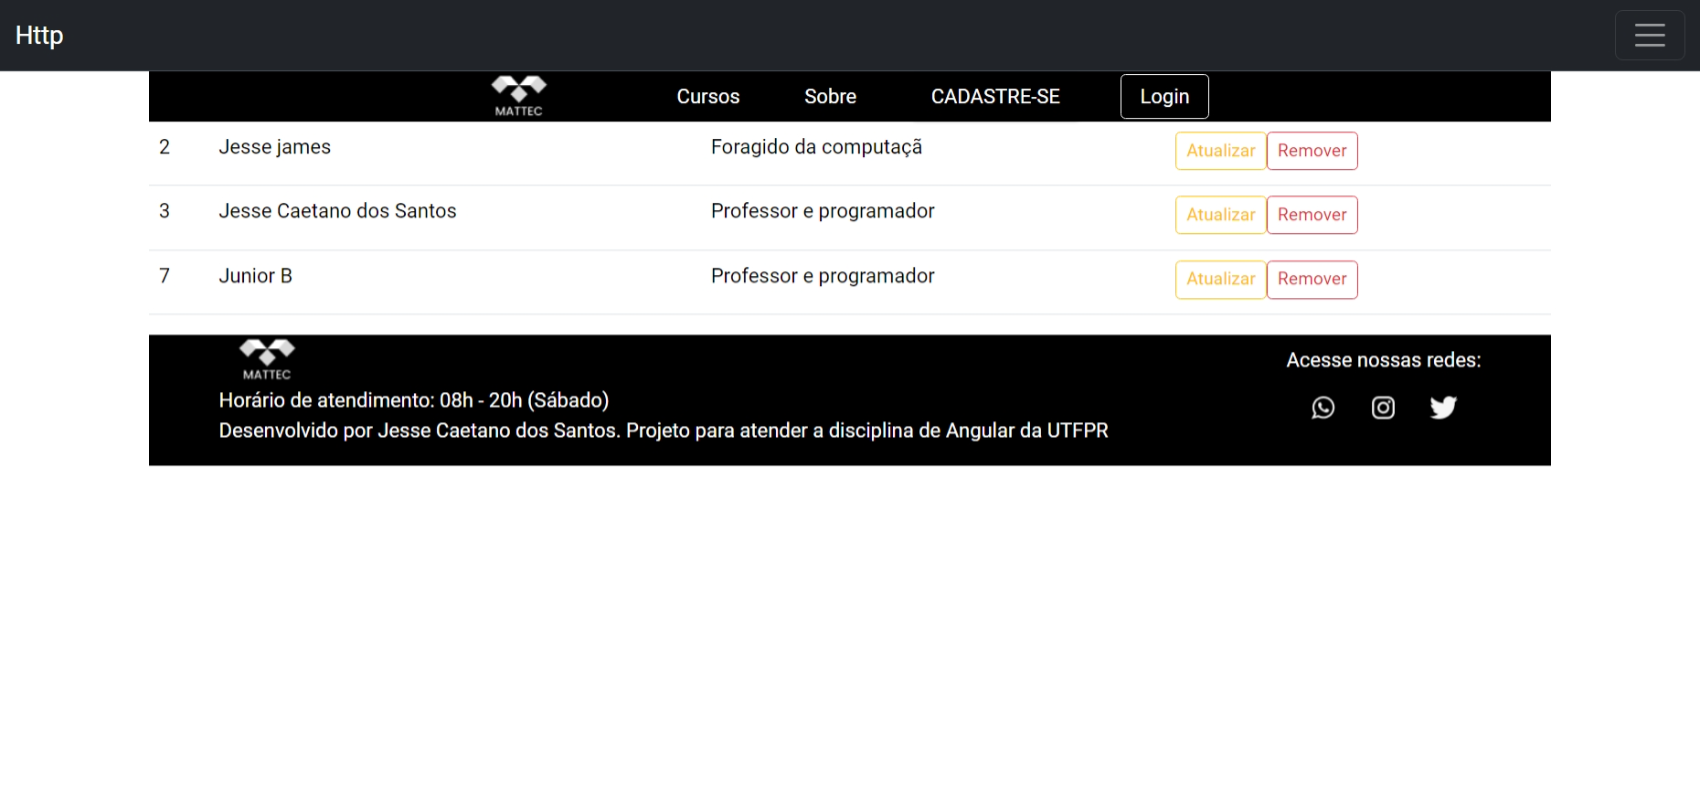 Http
MATTEC Cursos Sobre CADASTRE-SE Login
2 Jesse james Foragido da computaçã Atualizar Remover
3 Jesse Caetano dos Santos Professor e programador Atualizar Remover
7 Junior B Professor e programador Atualizar Remover
MATTEC
Acesse nossas redes:
Horário de atendimento: 08h - 20h (Sábado)
Desenvolvido por Jesse Caetano dos Santos. Projeto para atender a disciplina de Angular da UTFPR